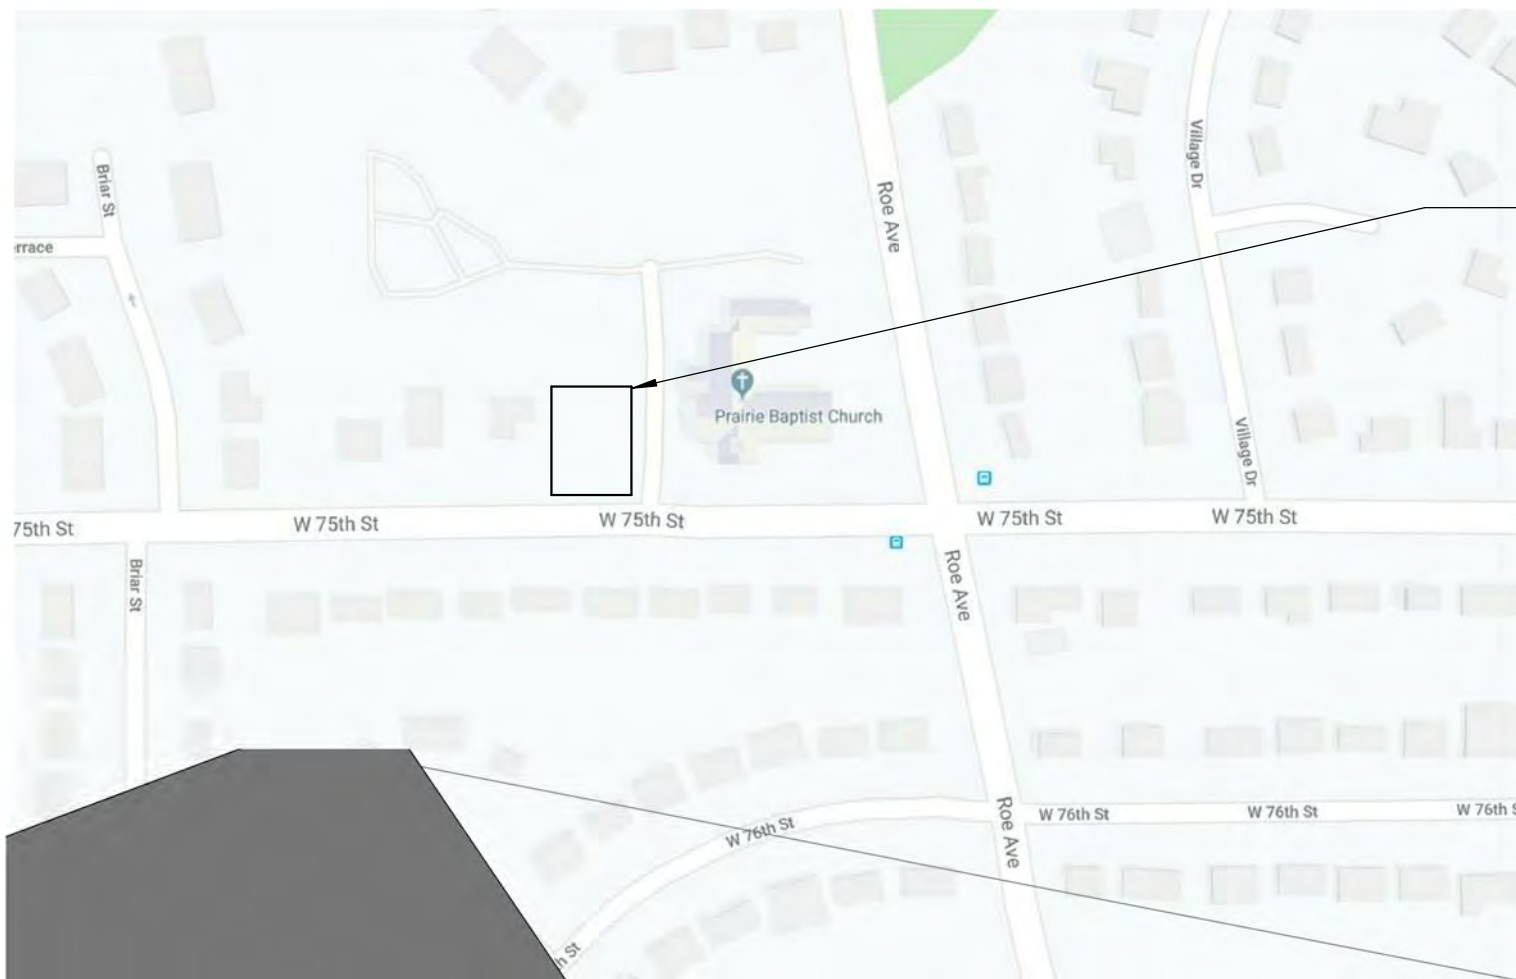 Briar St
Village Dr
Roe Ave
rrace
Prairie Baptist Church
Village Dr
75th St
W 75th St
W 75th St
W 75th St
W 75th St
Briar St
Roe Ave
W 76th St
Roe Ave
W 76th St
W 76th St
W 76th S
h St